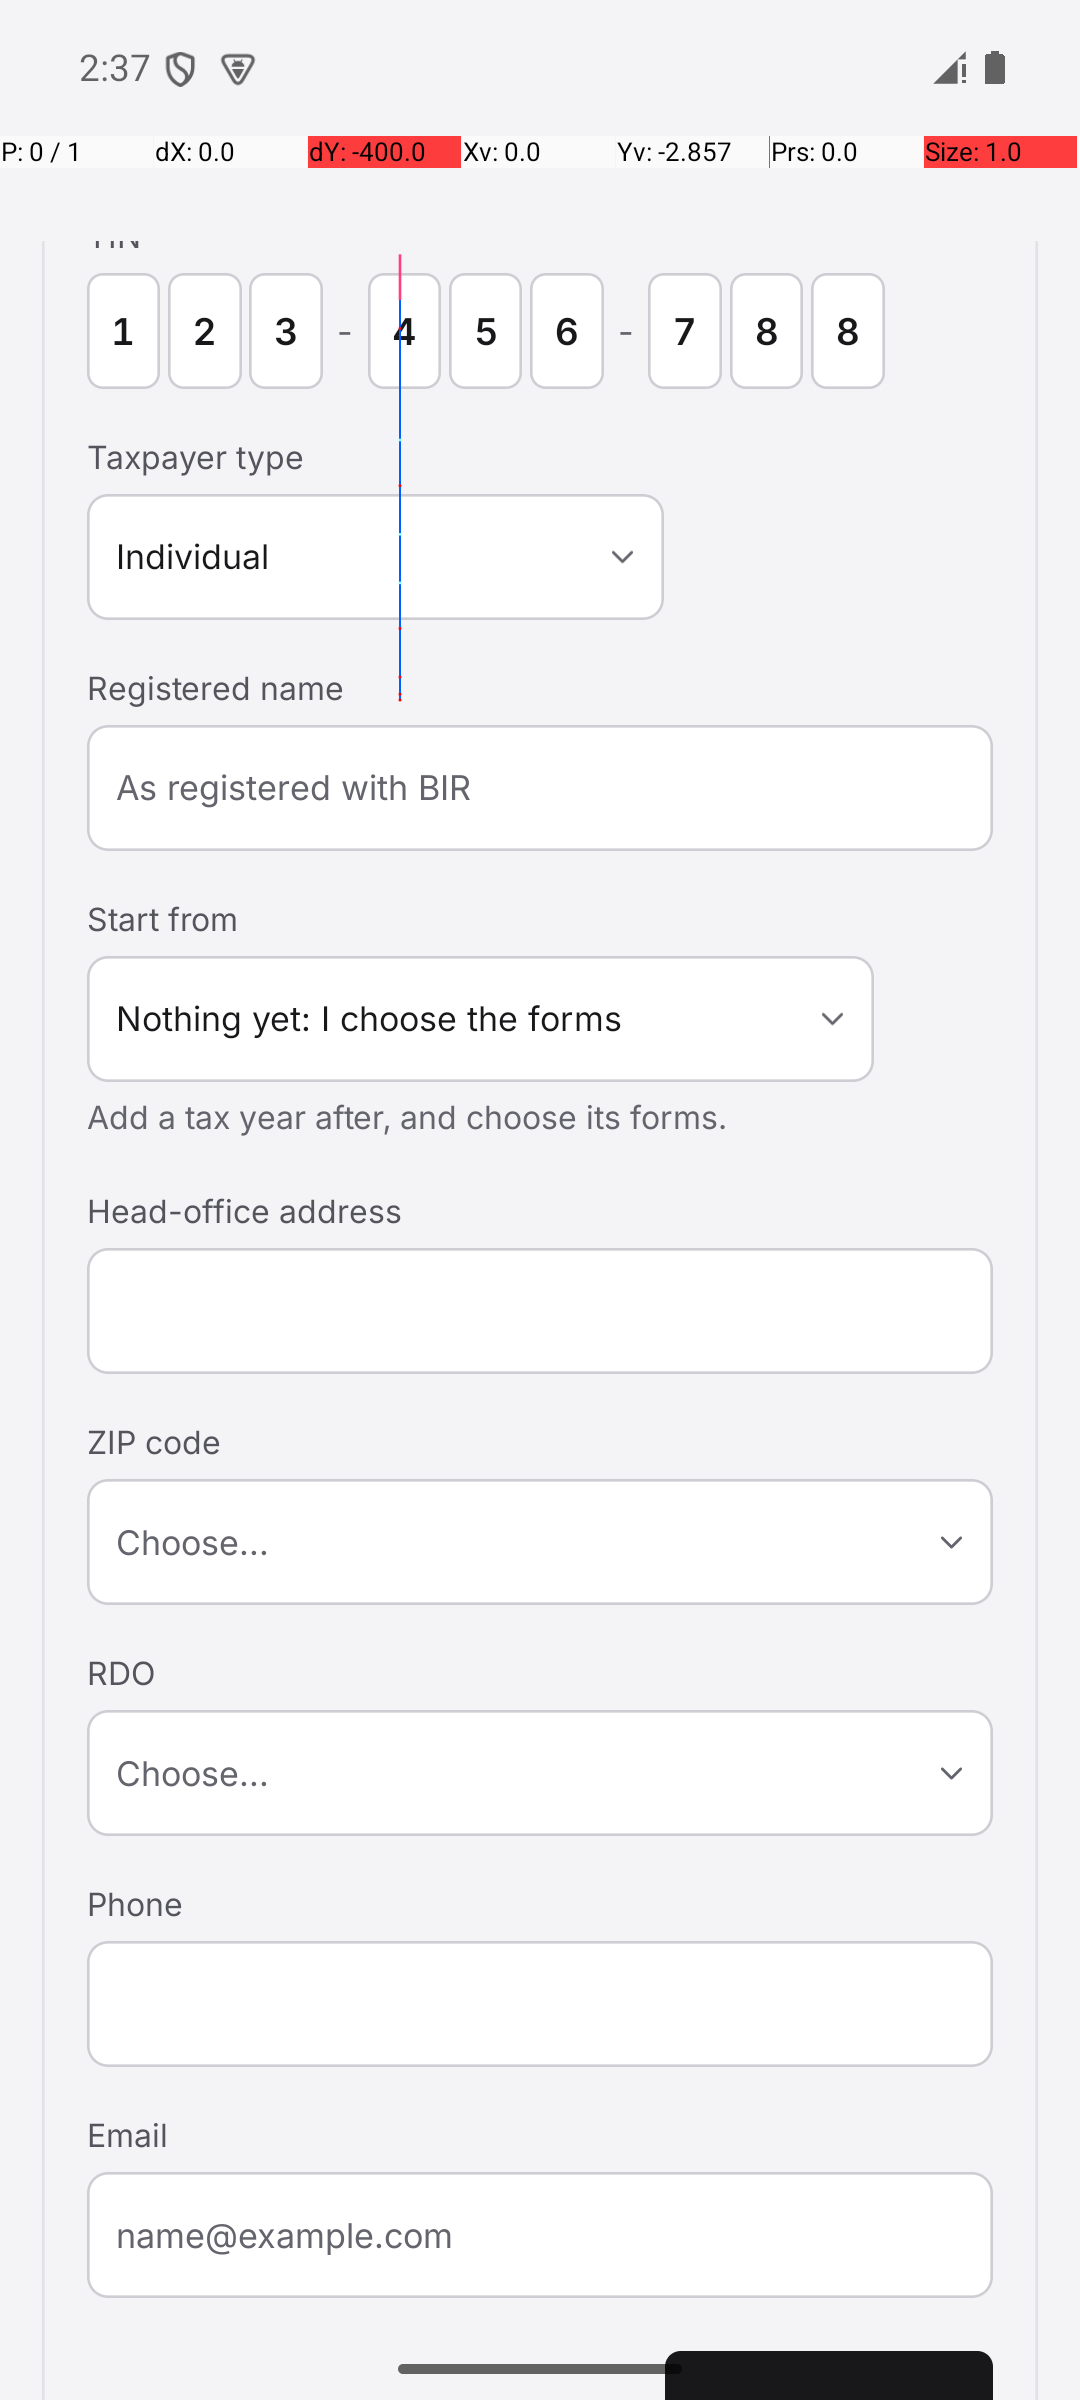 2:37
P: 0 / 1 dX: 0.0 dY: -400.0 Xv: 0.0 Yv: -2.857 Prs: 0.0 Size: 1.0
TIN
1 2 3 - 4 5 6 - 7 8 8
Taxpayer type
Individual
Registered name
As registered with BIR
Start from
Nothing yet: I choose the forms
Add a tax year after, and choose its forms.
Head-office address
ZIP code
Choose...
RDO
Choose...
Phone
Email
name@example.com